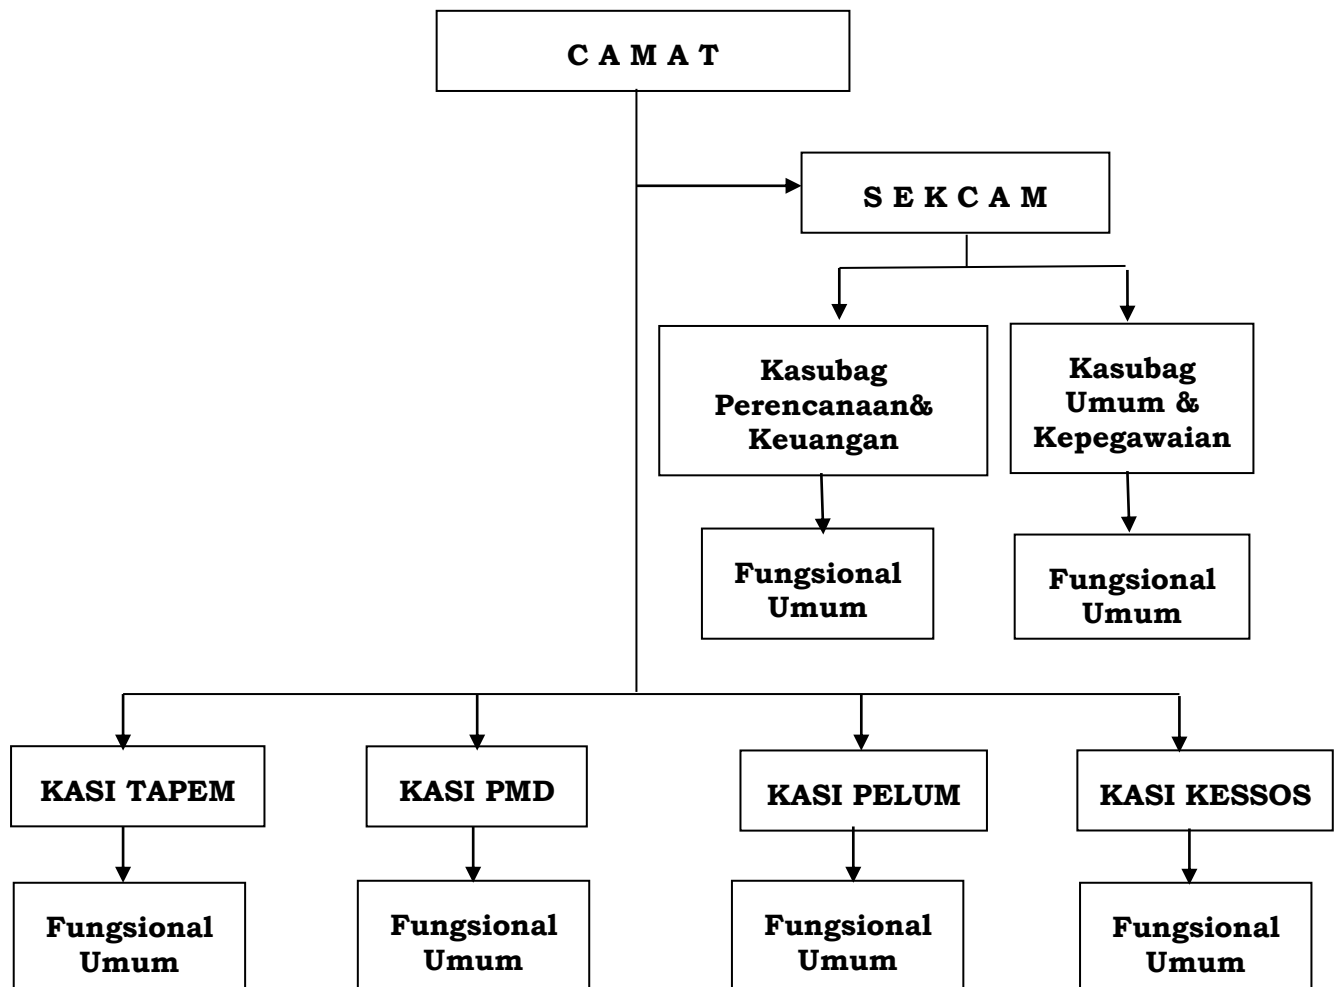 C A M A T
S E K C A M
Kasubag
Perencanaan&
Keuangan
Kasubag
Umum &
Kepegawaian
Fungsional
Umum
Fungsional
Umum
KASI TAPEM
KASI PMD
KASI PELUM
KASI KESSOS
Fungsional
Umum
Fungsional
Umum
Fungsional
Umum
Fungsional
Umum